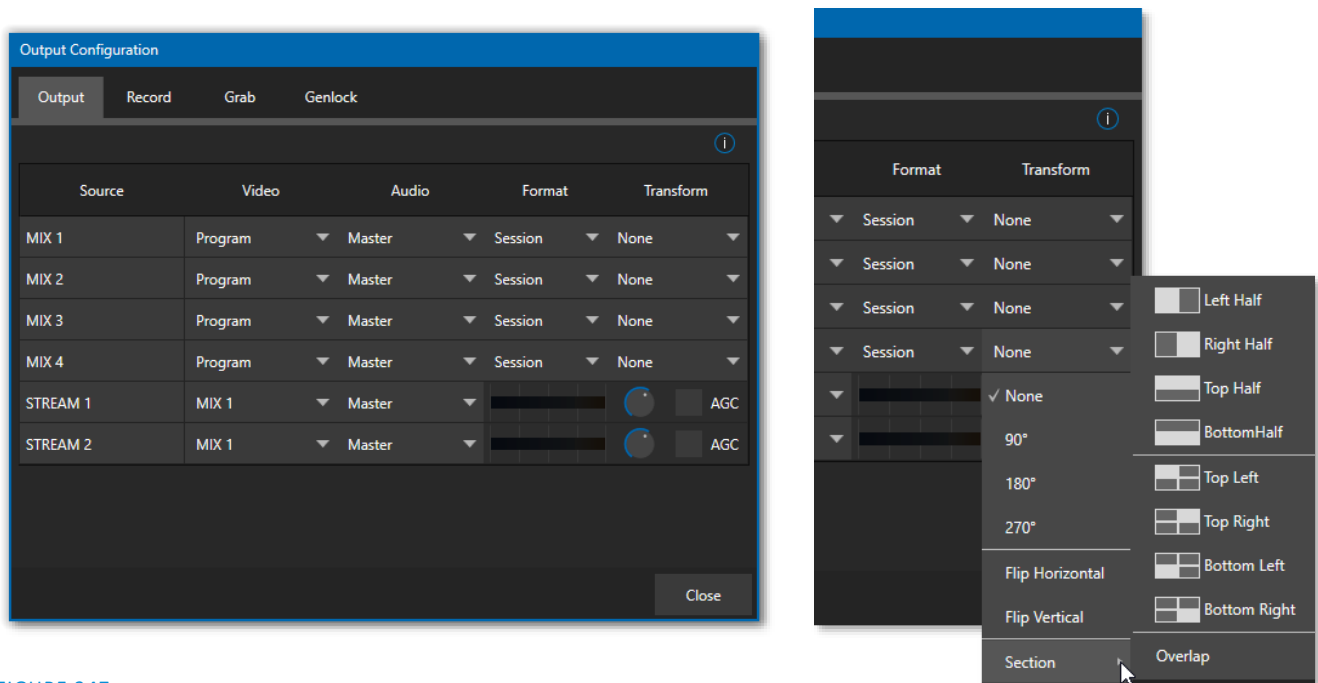 Output Configuration
Output Record Grab Genlock
i
Source Video Audio Format Transform
MIX 1 Program Master Session None
MIX 2 Program Master Session None
MIX 3 Program Master Session None
MIX 4 Program Master Session None
STREAM 1 MIX 1 Master AGC
STREAM 2 MIX 1 Master AGC
Close
i
Format Transform
Session None
Session None
Session None
Session None
✓ None
90°
180°
270°
Flip Horizontal
Flip Vertical
Section
Left Half
Right Half
Top Half
BottomHalf
Top Left
Top Right
Bottom Left
Bottom Right
Overlap